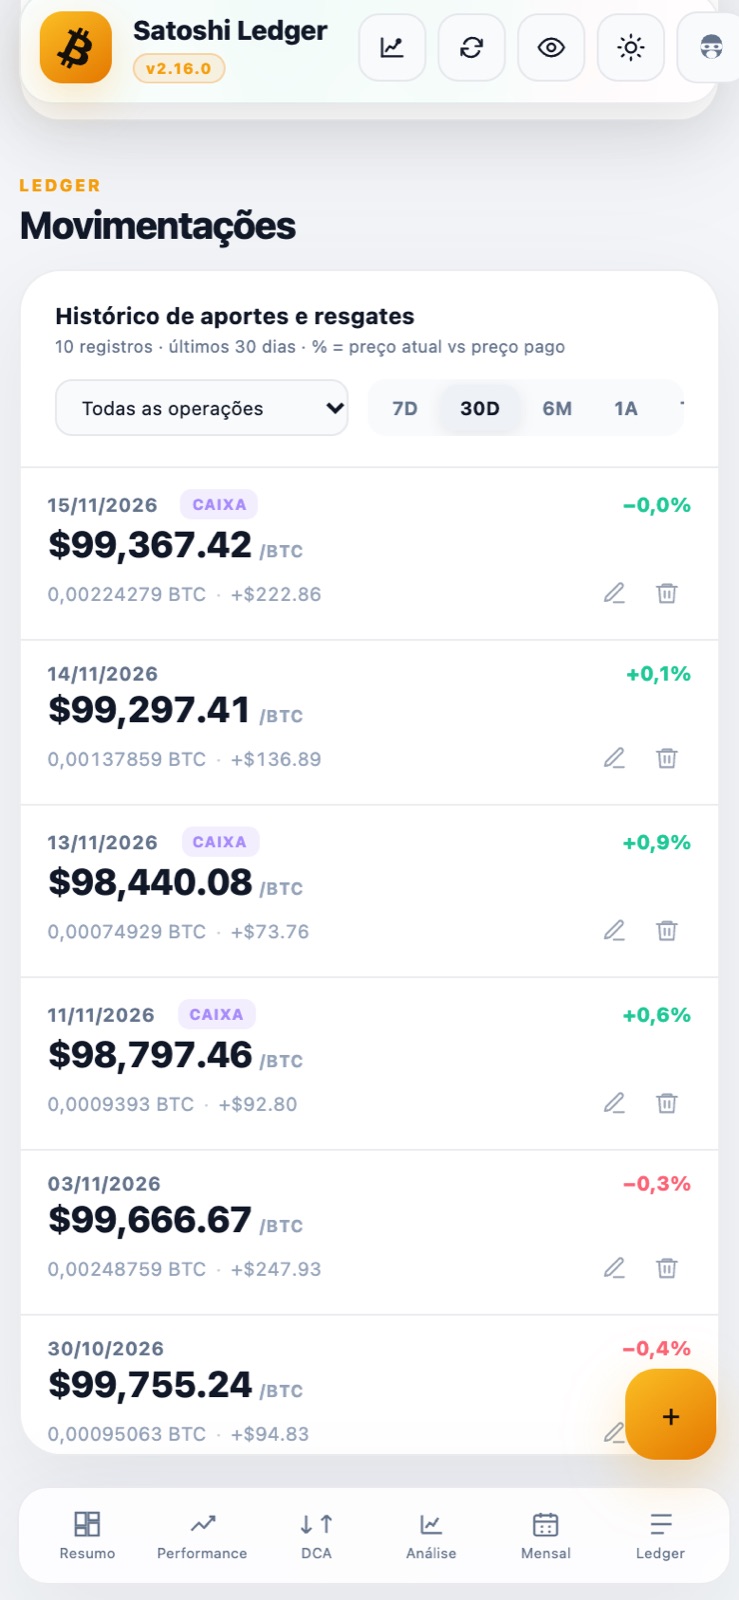 Satoshi Ledger
v2.16.0
LEDGER
Movimentações
Histórico de aportes e resgates
10 registros · últimos 30 dias · % = preço atual vs preço pago
Todas as operações
7D 30D 6M 1A
15/11/2026 CAIXA −0,0%
$99,367.42 /BTC
0,00224279 BTC · +$222.86
14/11/2026 +0,1%
$99,297.41 /BTC
0,00137859 BTC · +$136.89
13/11/2026 CAIXA +0,9%
$98,440.08 /BTC
0,00074929 BTC · +$73.76
11/11/2026 CAIXA +0,6%
$98,797.46 /BTC
0,0009393 BTC · +$92.80
03/11/2026 −0,3%
$99,666.67 /BTC
0,00248759 BTC · +$247.93
30/10/2026 −0,4%
$99,755.24 /BTC
0,00095063 BTC · +$94.83
+
Resumo Performance DCA Análise Mensal Ledger